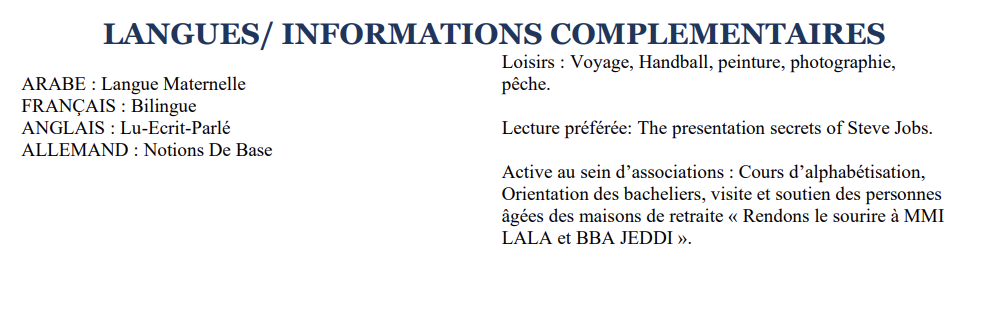 LANGUES/ INFORMATIONS COMPLEMENTAIRES
ARABE : Langue Maternelle
FRANÇAIS : Bilingue
ANGLAIS : Lu-Ecrit-Parlé
ALLEMAND : Notions De Base
Loisirs : Voyage, Handball, peinture, photographie,
pêche.
Lecture préférée: The presentation secrets of Steve Jobs.
Active au sein d’associations : Cours d’alphabétisation,
Orientation des bacheliers, visite et soutien des personnes
âgées des maisons de retraite « Rendons le sourire à MMI
LALA et BBA JEDDI ».